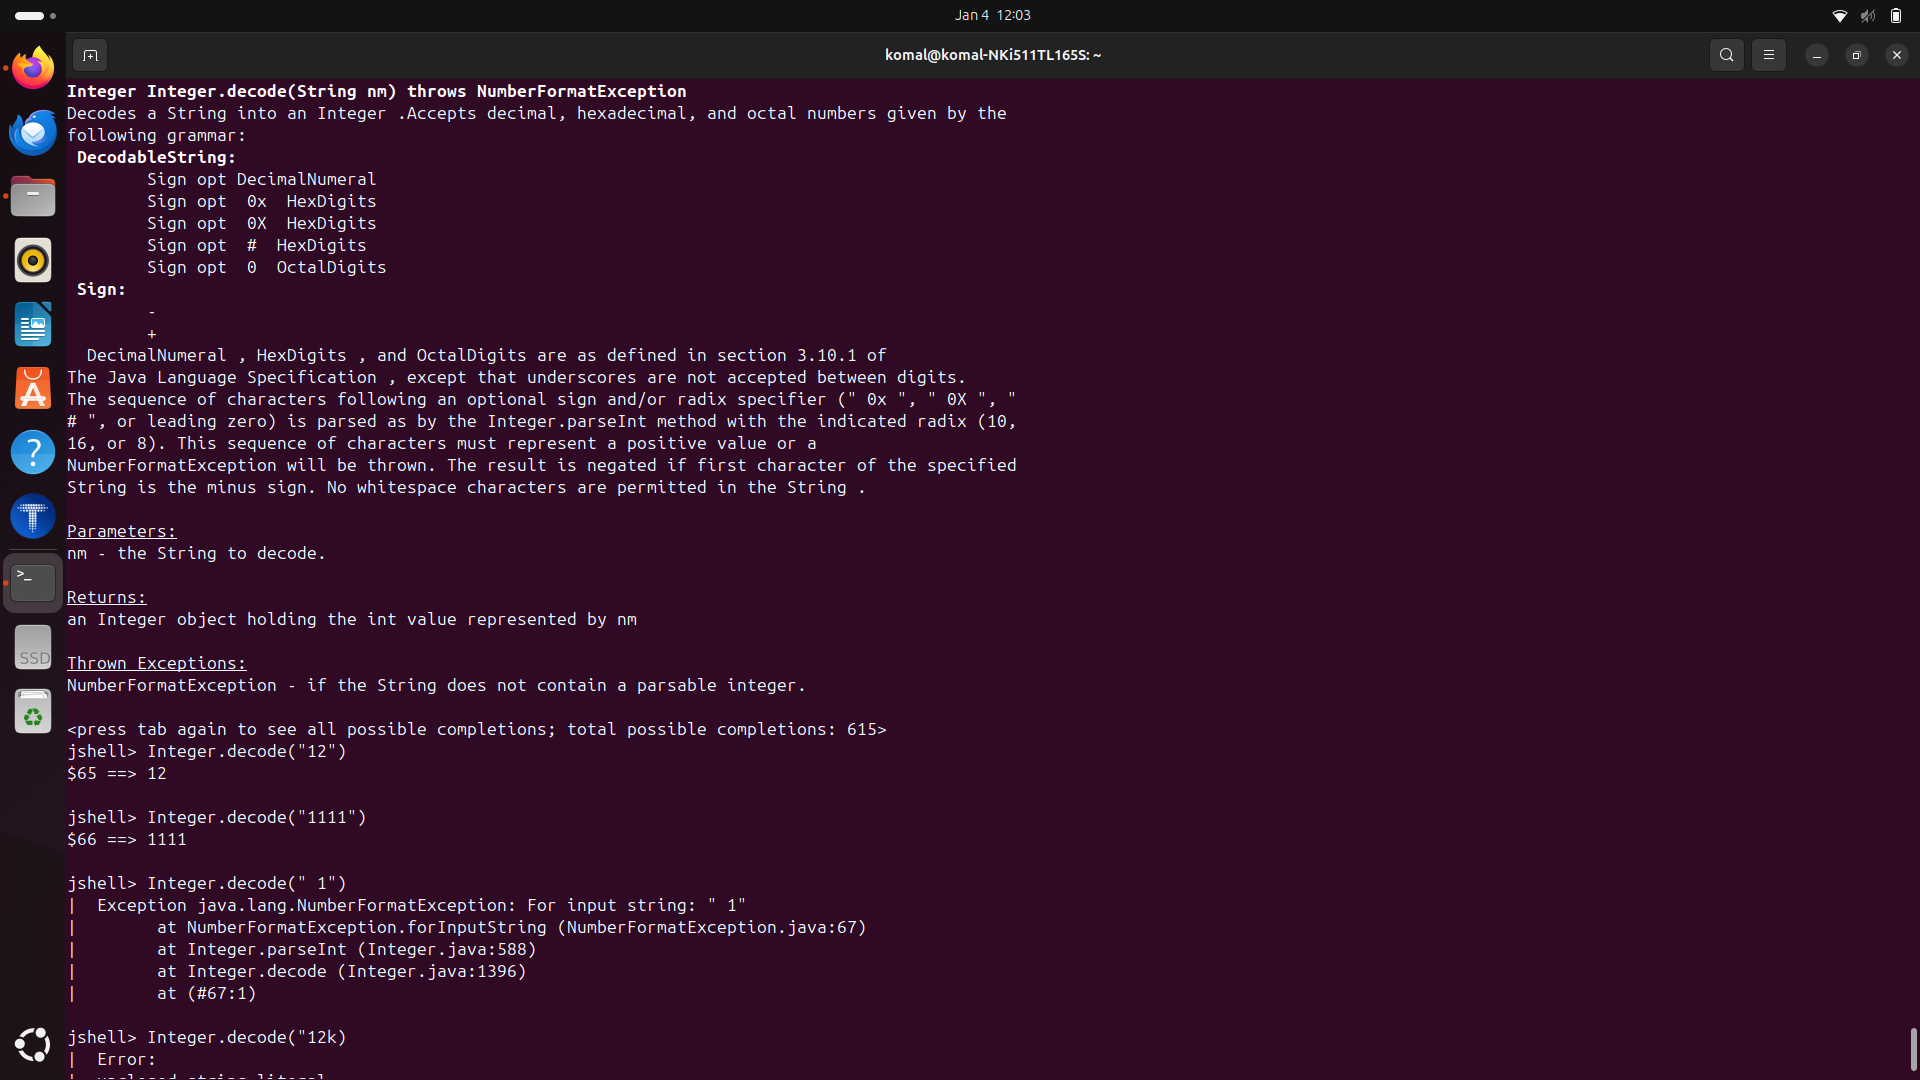 Jan 4 12:03
komal@komal-NKi511TL165S: ~
Integer Integer.decode(String nm) throws NumberFormatException
Decodes a String into an Integer .Accepts decimal, hexadecimal, and octal numbers given by the
following grammar:
DecodableString:
Sign opt DecimalNumeral
Sign opt 0x HexDigits
Sign opt 0X HexDigits
Sign opt # HexDigits
Sign opt 0 OctalDigits
Sign:
-
+
DecimalNumeral , HexDigits , and OctalDigits are as defined in section 3.10.1 of
The Java Language Specification , except that underscores are not accepted between digits.
The sequence of characters following an optional sign and/or radix specifier (" 0x ", " 0X ", "
# ", or leading zero) is parsed as by the Integer.parseInt method with the indicated radix (10,
16, or 8). This sequence of characters must represent a positive value or a
NumberFormatException will be thrown. The result is negated if first character of the specified
String is the minus sign. No whitespace characters are permitted in the String .
Parameters:
nm - the String to decode.
Returns:
an Integer object holding the int value represented by nm
Thrown Exceptions:
NumberFormatException - if the String does not contain a parsable integer.
<press tab again to see all possible completions; total possible completions: 615>
jshell> Integer.decode("12")
$65 ==> 12
jshell> Integer.decode("1111")
$66 ==> 1111
jshell> Integer.decode(" 1")
| Exception java.lang.NumberFormatException: For input string: " 1"
| at NumberFormatException.forInputString (NumberFormatException.java:67)
| at Integer.parseInt (Integer.java:588)
| at Integer.decode (Integer.java:1396)
| at (#67:1)
jshell> Integer.decode("12k)
| Error:
| unclosed string literal
SSD